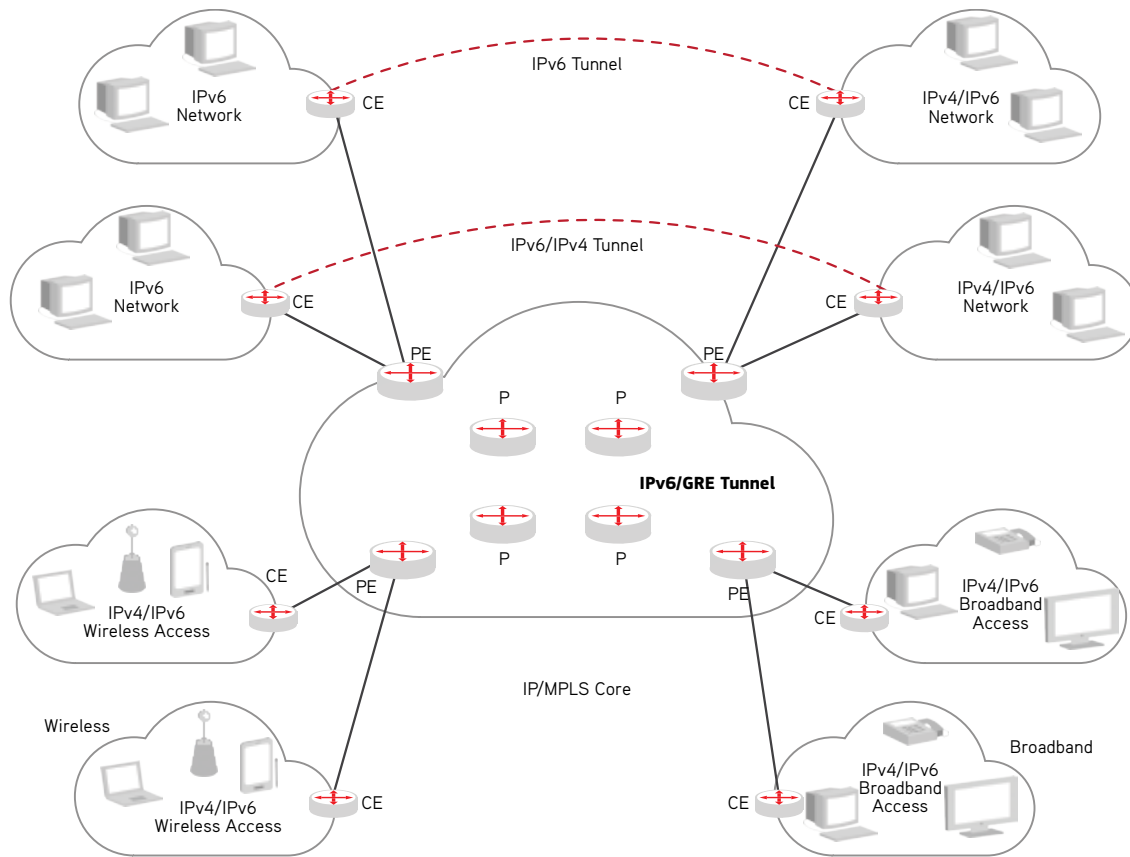 IPv6 Tunnel
IPv6
Network
CE
CE
IPv4/IPv6
Network
IPv6/IPv4 Tunnel
IPv6
Network
CE
CE
IPv4/IPv6
Network
PE
PE
P
P
IPv6/GRE Tunnel
P
P
CE
PE
PE
IPv4/IPv6
Wireless Access
CE
IPv4/IPv6
Broadband
Access
IP/MPLS Core
Wireless
Broadband
IPv4/IPv6
Wireless Access
CE
CE
IPv4/IPv6
Broadband
Access